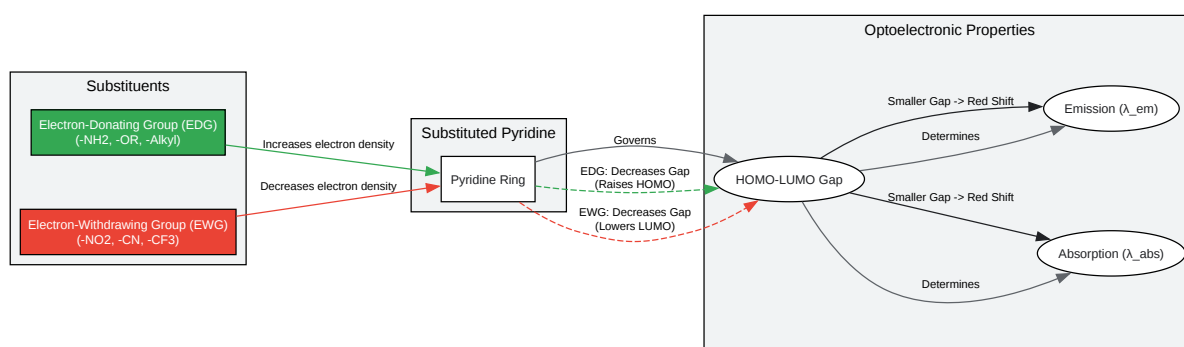 Optoelectronic Properties
Substituents
Electron-Donating Group (EDG)
(-NH2, -OR, -Alkyl)
Electron-Withdrawing Group (EWG)
(-NO2, -CN, -CF3)
Increases electron density
Decreases electron density
Substituted Pyridine
Pyridine Ring
Governs
EDG: Decreases Gap
(Raises HOMO)
EWG: Decreases Gap
(Lowers LUMO)
HOMO-LUMO Gap
Smaller Gap -> Red Shift
Determines
Smaller Gap -> Red Shift
Determines
Emission (λ_em)
Absorption (λ_abs)